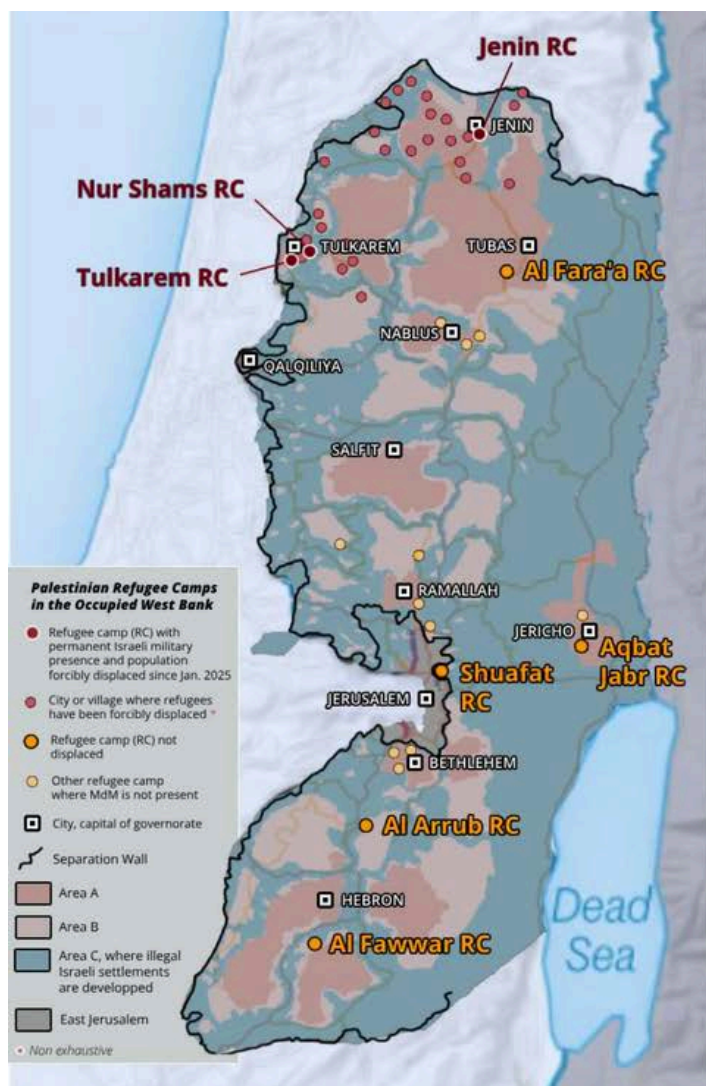 Jenin RC
JENIN
Nur Shams RC
TULKAREM
TUBAS
Tulkarem RC
Al Fara'a RC
NABLUS
QALQILIYA
SALFIT
RAMALLAH
JERICHO
Aqbat
Jabr RC
Shuafat
RC
JERUSALEM
BETHLEHEM
Al Arrub RC
HEBRON
Al Fawwar RC
Dead
Sea
Palestinian Refugee Camps
in the Occupied West Bank
Refugee camp (RC) with
permanent Israeli military
presence and population
forcibly displaced since Jan. 2025
City or village where refugees
have been forcibly displaced *
Refugee camp (RC) not
displaced
Other refugee camp
where MdM is not present
City, capital of governorate
Separation Wall
Area A
Area B
Area C, where illegal
Israeli settlements
are developped
East Jerusalem
* Non exhaustive